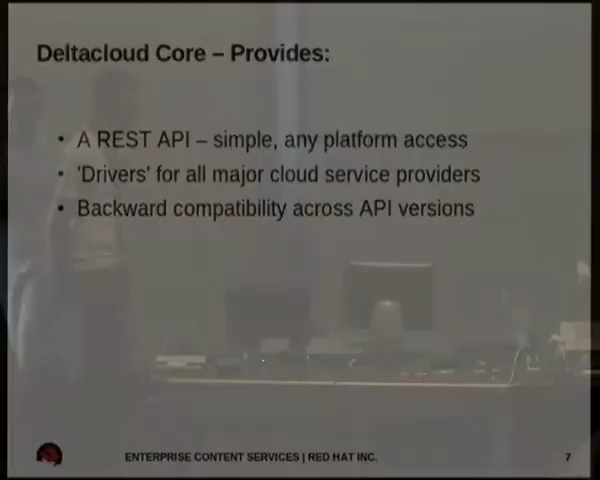 Deltacloud Core – Provides:
• A REST API – simple, any platform access
• 'Drivers' for all major cloud service providers
• Backward compatibility across API versions
ENTERPRISE CONTENT SERVICES | RED HAT INC.
7